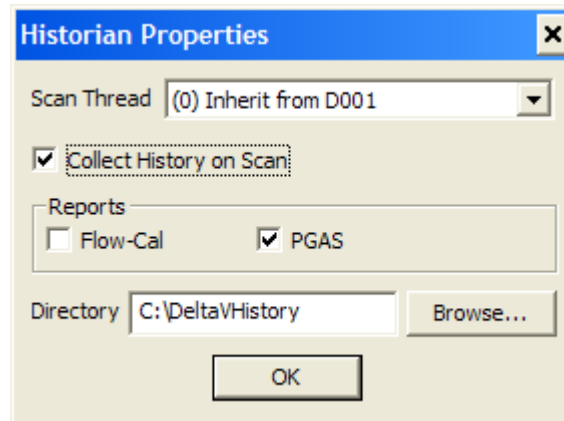 Historian Properties
Scan Thread (0) Inherit from D001
Collect History on Scan
Reports
Flow-Cal PGAS
Directory C:\DeltaVHistory Browse...
OK